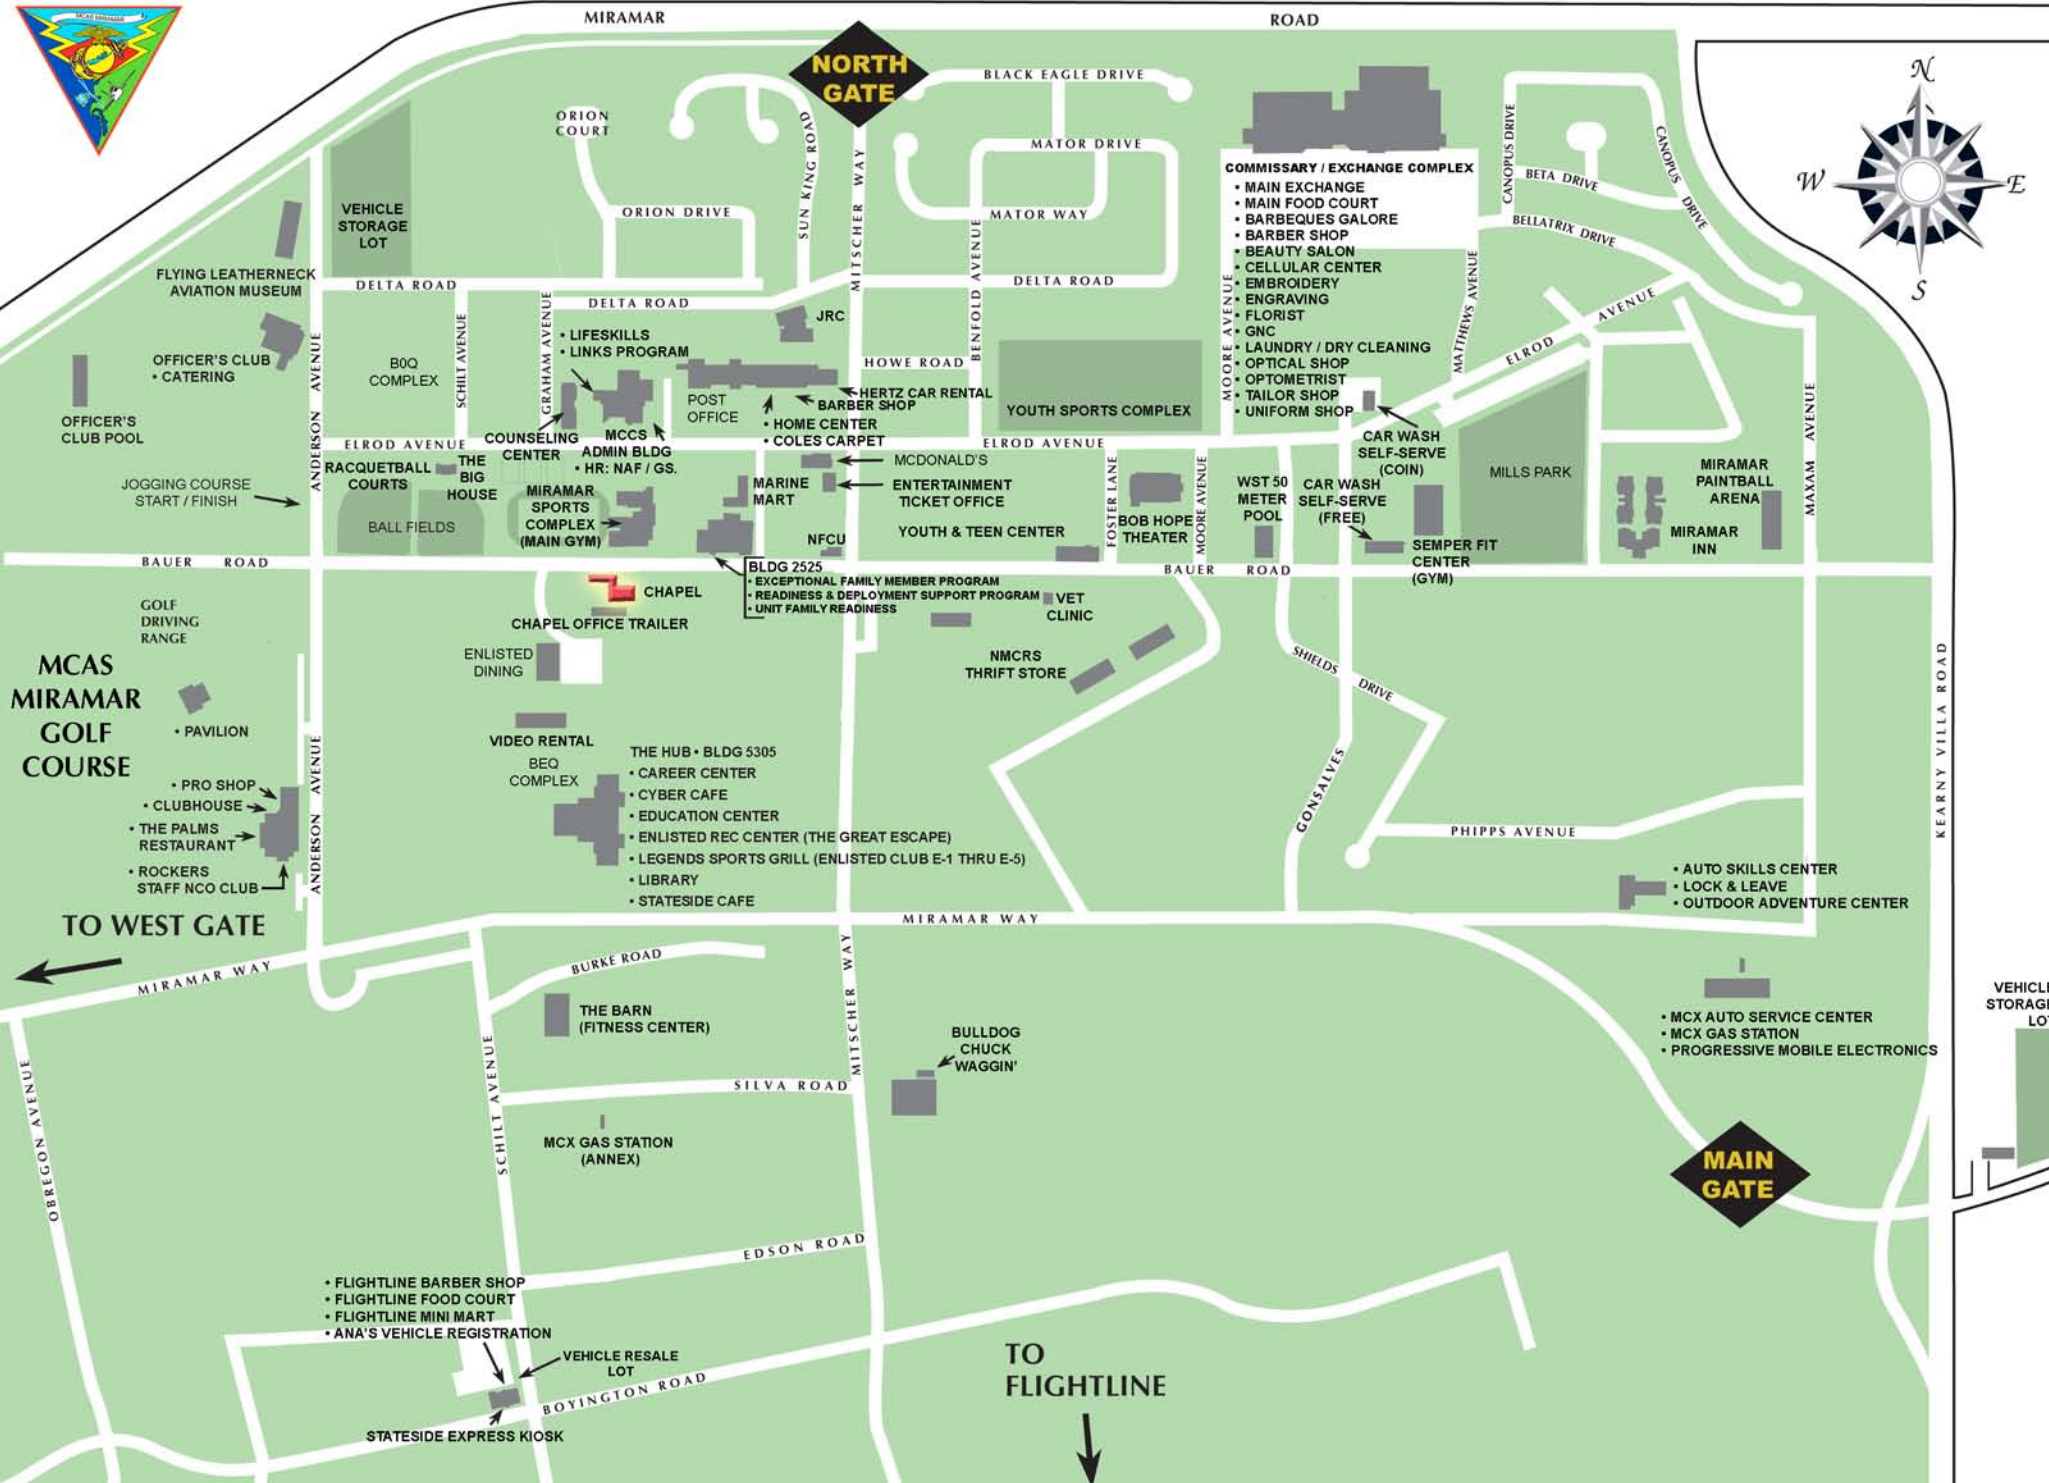 MCAS MIRAMAR
MIRAMAR ROAD
NORTH
GATE
BLACK EAGLE DRIVE
ORION
COURT
SUN KING ROAD
MITSCHER WAY
MATOR DRIVE
MATOR WAY
ORION DRIVE
BENFOLD AVENUE
CANOPUS DRIVE
CANOPUS DRIVE
BETA DRIVE
BELLATRIX DRIVE
N
W
E
S
COMMISSARY / EXCHANGE COMPLEX
• MAIN EXCHANGE
• MAIN FOOD COURT
• BARBEQUES GALORE
• BARBER SHOP
• BEAUTY SALON
• CELLULAR CENTER
• EMBROIDERY
• ENGRAVING
• FLORIST
• GNC
• LAUNDRY / DRY CLEANING
• OPTICAL SHOP
• OPTOMETRIST
• TAILOR SHOP
• UNIFORM SHOP
MOORE AVENUE
MATTHEWS AVENUE
ELROD AVENUE
VEHICLE
STORAGE
LOT
FLYING LEATHERNECK
AVIATION MUSEUM
DELTA ROAD
DELTA ROAD
DELTA ROAD
JRC
OFFICER'S CLUB
• CATERING
OFFICER'S
CLUB POOL
ANDERSON AVENUE
B0Q
COMPLEX
SCHILT AVENUE
GRAHAM AVENUE
• LIFESKILLS
• LINKS PROGRAM
HOWE ROAD
POST
OFFICE
HERTZ CAR RENTAL
BARBER SHOP
• HOME CENTER
• COLES CARPET
YOUTH SPORTS COMPLEX
ELROD AVENUE
COUNSELING
CENTER
MCCS
ADMIN BLDG
• HR: NAF / GS.
ELROD AVENUE
CAR WASH
SELF-SERVE
(COIN)
MILLS PARK
MAXAM AVENUE
RACQUETBALL
COURTS
THE
BIG
HOUSE
JOGGING COURSE
START / FINISH
BALL FIELDS
MIRAMAR
SPORTS
COMPLEX
(MAIN GYM)
MARINE
MART
MCDONALD'S
ENTERTAINMENT
TICKET OFFICE
YOUTH & TEEN CENTER
NFCU
FOSTER LANE
BOB HOPE
THEATER
MOORE AVENUE
WST 50
METER
POOL
CAR WASH
SELF-SERVE
(FREE)
SEMPER FIT
CENTER
(GYM)
MIRAMAR
PAINTBALL
ARENA
MIRAMAR
INN
BAUER ROAD
BAUER ROAD
BLDG 2525
• EXCEPTIONAL FAMILY MEMBER PROGRAM
• READINESS & DEPLOYMENT SUPPORT PROGRAM
• UNIT FAMILY READINESS
CHAPEL
CHAPEL OFFICE TRAILER
VET
CLINIC
NMCRS
THRIFT STORE
GOLF
DRIVING
RANGE
MCAS
MIRAMAR
GOLF
COURSE
• PAVILION
ENLISTED
DINING
VIDEO RENTAL
BEQ
COMPLEX
THE HUB • BLDG 5305
• CAREER CENTER
• CYBER CAFE
• EDUCATION CENTER
• ENLISTED REC CENTER (THE GREAT ESCAPE)
• LEGENDS SPORTS GRILL (ENLISTED CLUB E-1 THRU E-5)
• LIBRARY
• STATESIDE CAFE
• PRO SHOP
• CLUBHOUSE
• THE PALMS
RESTAURANT
• ROCKERS
STAFF NCO CLUB
ANDERSON AVENUE
SHIELDS DRIVE
GONSALVES
PHIPPS AVENUE
KEARNY VILLA ROAD
• AUTO SKILLS CENTER
• LOCK & LEAVE
• OUTDOOR ADVENTURE CENTER
TO WEST GATE
MIRAMAR WAY
MIRAMAR WAY
BURKE ROAD
THE BARN
(FITNESS CENTER)
MITSCHER WAY
BULLDOG
CHUCK
WAGGIN'
• MCX AUTO SERVICE CENTER
• MCX GAS STATION
• PROGRESSIVE MOBILE ELECTRONICS
VEHICLE
STORAGE
LOT
SILVA ROAD
SCHILT AVENUE
OBREGON AVENUE
MCX GAS STATION
(ANNEX)
MAIN
GATE
EDSON ROAD
• FLIGHTLINE BARBER SHOP
• FLIGHTLINE FOOD COURT
• FLIGHTLINE MINI MART
• ANA'S VEHICLE REGISTRATION
VEHICLE RESALE
LOT
BOYINGTON ROAD
STATESIDE EXPRESS KIOSK
TO
FLIGHTLINE